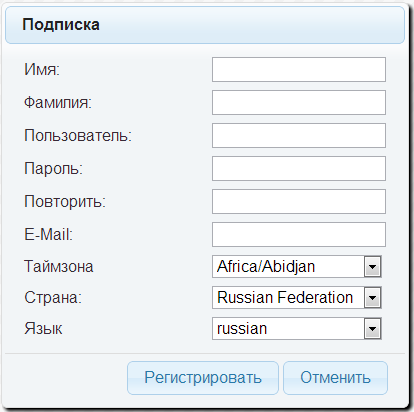 Подписка
Имя:
Фамилия:
Пользователь:
Пароль:
Повторить:
E-Mail:
Таймзона Africa/Abidjan
Страна: Russian Federation
Язык russian
Регистрировать Отменить